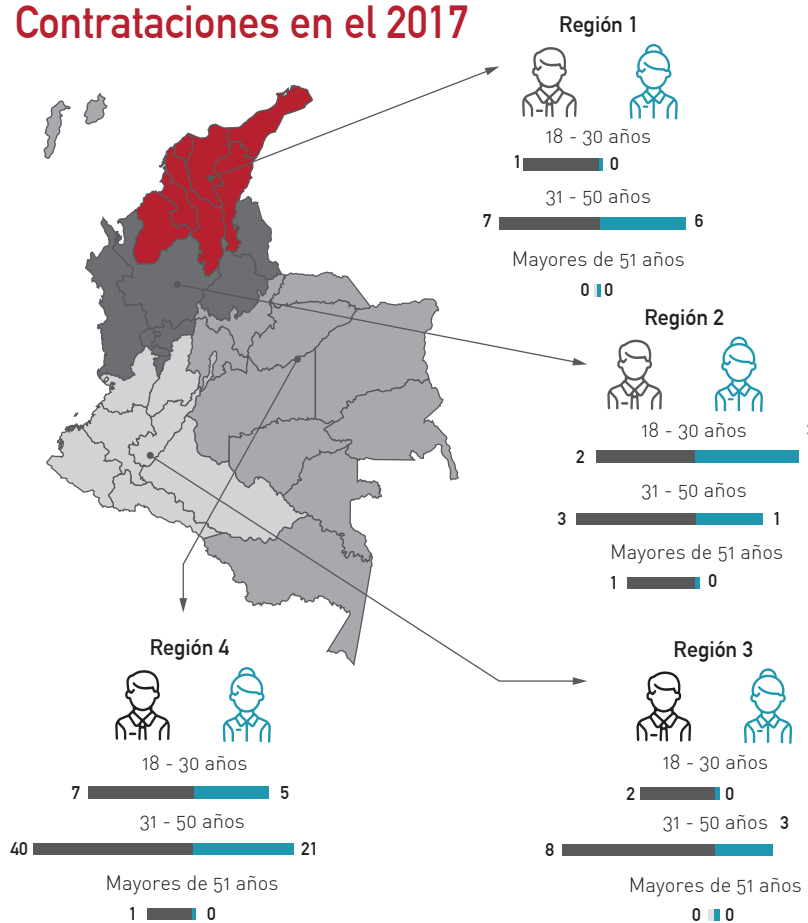 Contrataciones en el 2017
Región 1
18 - 30 años
1 0
31 - 50 años
7 6
Mayores de 51 años
0 0
Región 2
18 - 30 años
2
31 - 50 años
3 1
Mayores de 51 años
1 0
Región 4
18 - 30 años
7 5
31 - 50 años
40 21
Mayores de 51 años
1 0
Región 3
18 - 30 años
2 0
31 - 50 años 3
8
Mayores de 51 años
0 0